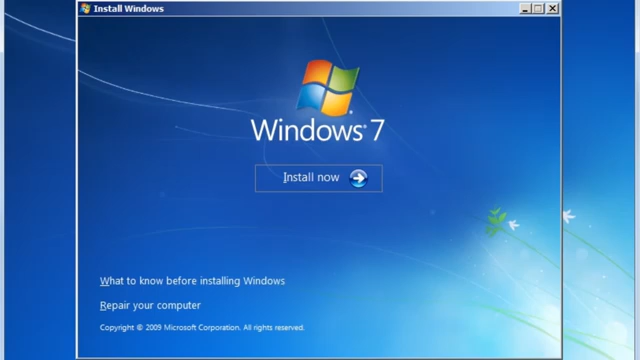 Install Windows
Windows 7
Install now
What to know before installing Windows
Repair your computer
Copyright © 2009 Microsoft Corporation. All rights reserved.